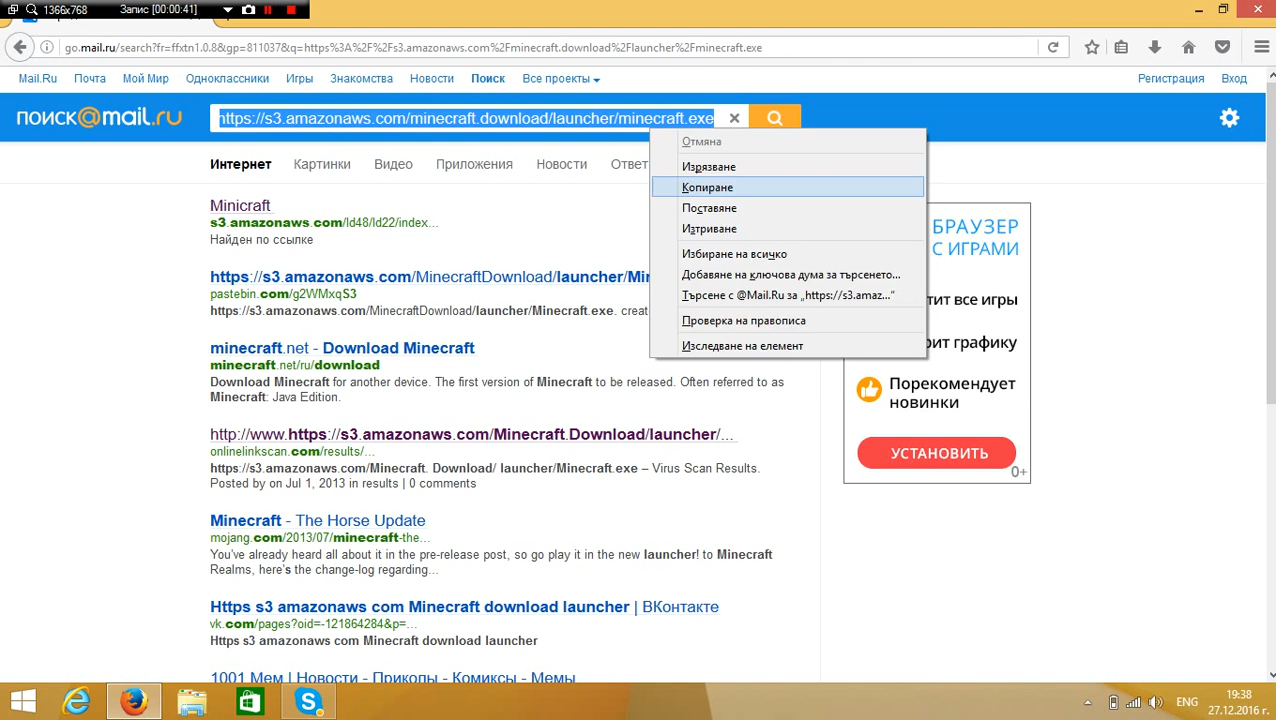 1366x768 Запис [00:00:41]
go.mail.ru/search?fr=ffxtn1.0.8&gp=811037&q=https%3A%2F%2Fs3.amazonaws.com%2Fminecraft.download%2Flauncher%2Fminecraft.exe
Mail.Ru Почта Мой Мир Одноклассники Игры Знакомства Новости Поиск Все проекты Регистрация Вход
поиск@mail.ru https://s3.amazonaws.com/minecraft.download/launcher/minecraft.exe
Интернет Картинки Видео Приложения Новости Ответ
Отмяна
Изрязване
Копиране
Поставяне
Изтриване
Избиране на всичко
Добавяне на ключова дума за търсенето...
Търсене с @Mail.Ru за „https://s3.amaz...“
Проверка на правописа
Изследване на елемент
Minicraft
s3.amazonaws.com/ld48/ld22/index...
Найден по ссылке
https://s3.amazonaws.com/MinecraftDownload/launcher/Mi
pastebin.com/g2WMxqS3
https://s3.amazonaws.com/MinecraftDownload/launcher/Minecraft.exe. creat
minecraft.net - Download Minecraft
minecraft.net/ru/download
Download Minecraft for another device. The first version of Minecraft to be released. Often referred to as
Minecraft: Java Edition.
http://www.https://s3.amazonaws.com/Minecraft.Download/launcher/...
onlinelinkscan.com/results/...
https://s3.amazonaws.com/Minecraft. Download/ launcher/Minecraft.exe – Virus Scan Results.
Posted by on Jul 1, 2013 in results | 0 comments
Minecraft - The Horse Update
mojang.com/2013/07/minecraft-the...
You've already heard all about it in the pre-release post, so go play it in the new launcher! to Minecraft
Realms, here's the change-log regarding...
Https s3 amazonaws com Minecraft download launcher | ВКонтакте
vk.com/pages?oid=-121864284&p=...
Https s3 amazonaws com Minecraft download launcher
1001 Мем | Новости - Приколы - Комиксы - Мемы
БРАУЗЕР
С ИГРАМИ
тит все игры
рит графику
Порекомендует
новинки
УСТАНОВИТЬ
0+
ENG
19:38
27.12.2016 г.